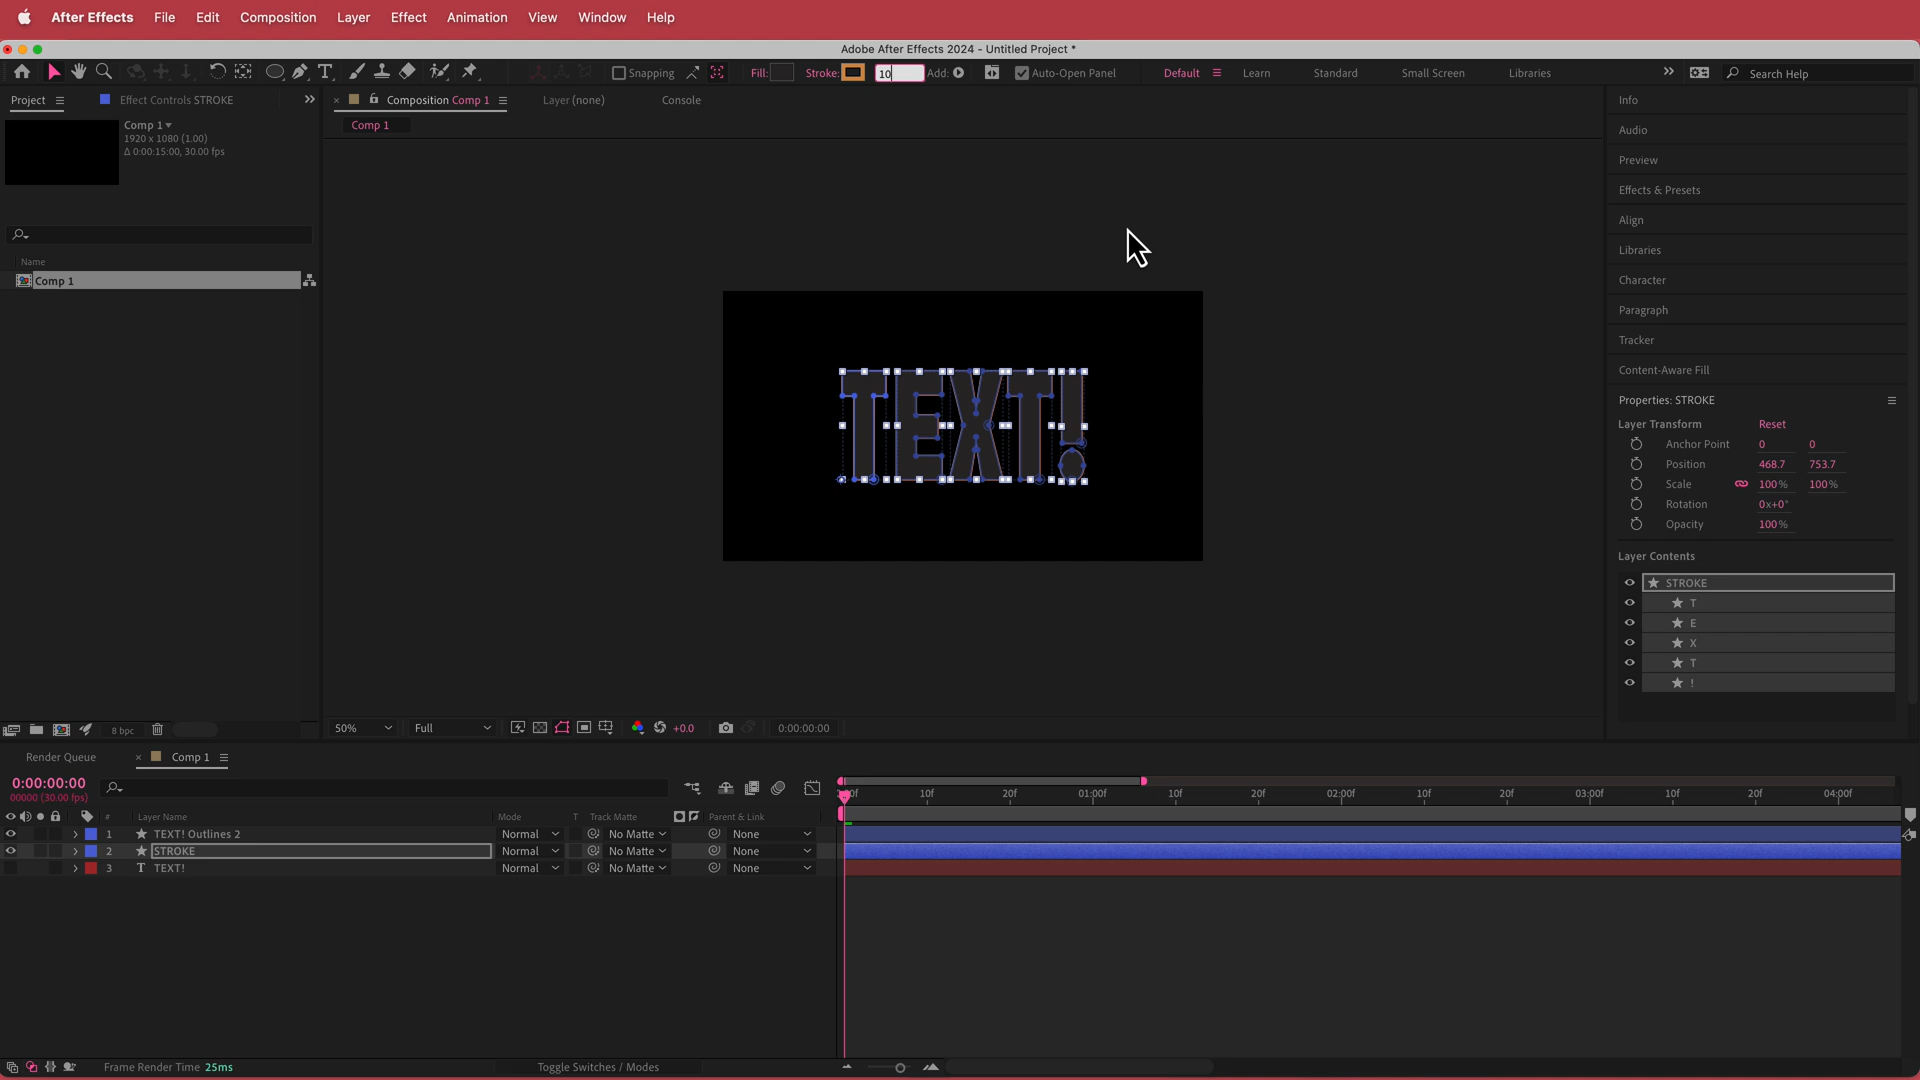 After Effects File Edit Composition Layer Effect Animation View Window Help
Adobe After Effects 2024 - Untitled Project *
Snapping Fill: Stroke: 10 Add: Auto-Open Panel Default Learn Standard Small Screen Libraries Search Help
Project Effect Controls STROKE
Composition Comp 1 Layer (none) Console
Comp 1
Comp 1
1920 x 1080 (1.00)
Δ 0:00:15:00, 30.00 fps
Name
Comp 1
TEXT!
8 bpc
50% Full +0.0 0:00:00:00
Info
Audio
Preview
Effects & Presets
Align
Libraries
Character
Paragraph
Tracker
Content-Aware Fill
Properties: STROKE
Layer Transform Reset
Anchor Point 0 0
Position 468.7 753.7
Scale 100% 100%
Rotation 0x+0°
Opacity 100%
Layer Contents
STROKE
T
E
X
T
!
Render Queue Comp 1
0:00:00:00
00000 (30.00 fps)
10f 20f 01:00f 10f 20f 02:00f 10f 20f 03:00f 10f 20f 04:00f
# Layer Name Mode T Track Matte Parent & Link
1 TEXT! Outlines 2 Normal No Matte None
2 STROKE Normal No Matte None
3 T TEXT! Normal No Matte None
Frame Render Time 25ms Toggle Switches / Modes